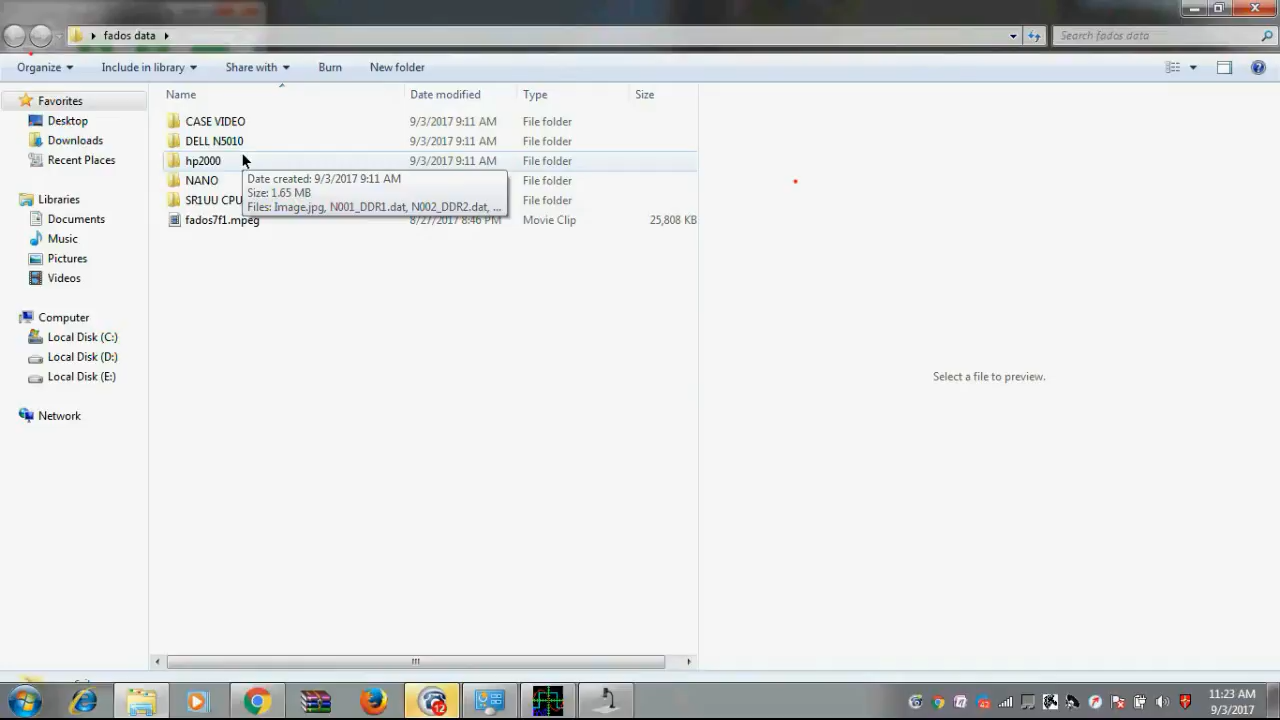 fados data
Search fados data
Organize
Include in library
Share with
Burn
New folder
Name
Date modified
Type
Size
Favorites
Desktop
Downloads
Recent Places
Libraries
Documents
Music
Pictures
Videos
Computer
Local Disk (C:)
Local Disk (D:)
Local Disk (E:)
Network
CASE VIDEO 9/3/2017 9:11 AM File folder
DELL N5010 9/3/2017 9:11 AM File folder
hp2000 9/3/2017 9:11 AM File folder
NANO File folder
SR1UU CPU File folder
fados7f1.mpeg 8/27/2017 8:46 PM Movie Clip 25,808 KB
Date created: 9/3/2017 9:11 AM
Size: 1.65 MB
Files: Image.jpg, N001_DDR1.dat, N002_DDR2.dat, ...
Select a file to preview.
12
11:23 AM
9/3/2017